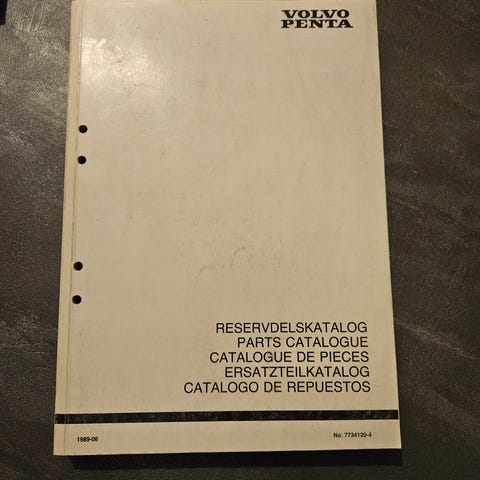 VOLVO
PENTA
RESERVDELSKATALOG
PARTS CATALOGUE
CATALOGUE DE PIECES
ERSATZTEILKATALOG
CATALOGO DE REPUESTOS
1989-06
No. 7734120-4